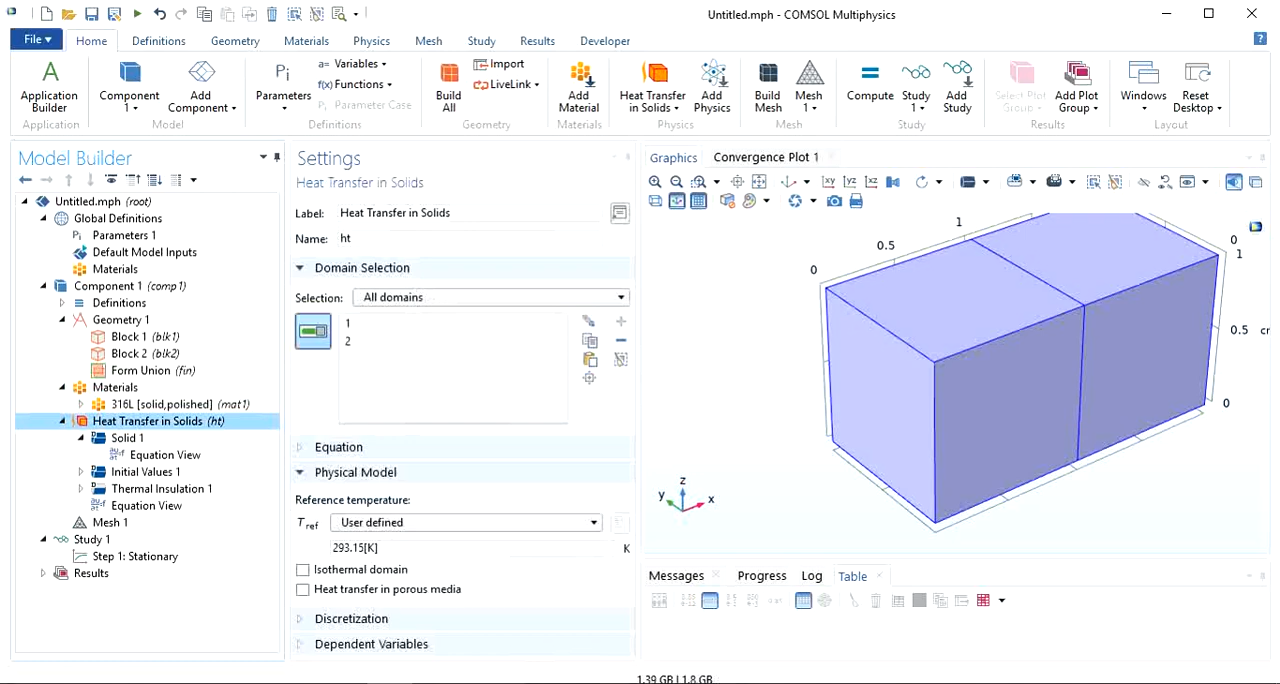 Untitled.mph - COMSOL Multiphysics
File Home Definitions Geometry Materials Physics Mesh Study Results Developer
Application Builder
Component 1
Add Component
Parameters
a= Variables
f(x) Functions
Pi Parameter Case
Build All
Import
LiveLink
Add Material
Heat Transfer in Solids
Add Physics
Build Mesh
Mesh 1
Compute
Study 1
Add Study
Select Plot Group
Add Plot Group
Windows
Reset Desktop
Application Model Definitions Geometry Materials Physics Mesh Study Results Layout
Model Builder
Untitled.mph (root)
Global Definitions
Pi Parameters 1
Default Model Inputs
Materials
Component 1 (comp1)
Definitions
Geometry 1
Block 1 (blk1)
Block 2 (blk2)
Form Union (fin)
Materials
316L [solid,polished] (mat1)
Heat Transfer in Solids (ht)
Solid 1
Equation View
Initial Values 1
Thermal Insulation 1
Equation View
Mesh 1
Study 1
Step 1: Stationary
Results
Settings
Heat Transfer in Solids
Label: Heat Transfer in Solids
Name: ht
Domain Selection
Selection: All domains
1
2
Equation
Physical Model
Reference temperature:
Tref User defined
293.15[K] K
Isothermal domain
Heat transfer in porous media
Discretization
Dependent Variables
Graphics Convergence Plot 1
xy yz xz
1
0.5
0
0
1
0.5
0
z
y x
Messages Progress Log Table
1.39 GB | 1.8 GB